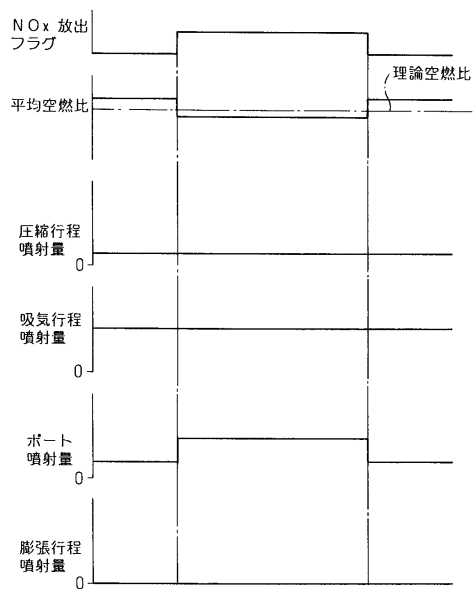 NOx 放出
フラグ
理論空燃比
平均空燃比
圧縮行程
噴射量
0
吸気行程
噴射量
0
ポート
噴射量
0
膨張行程
噴射量
0